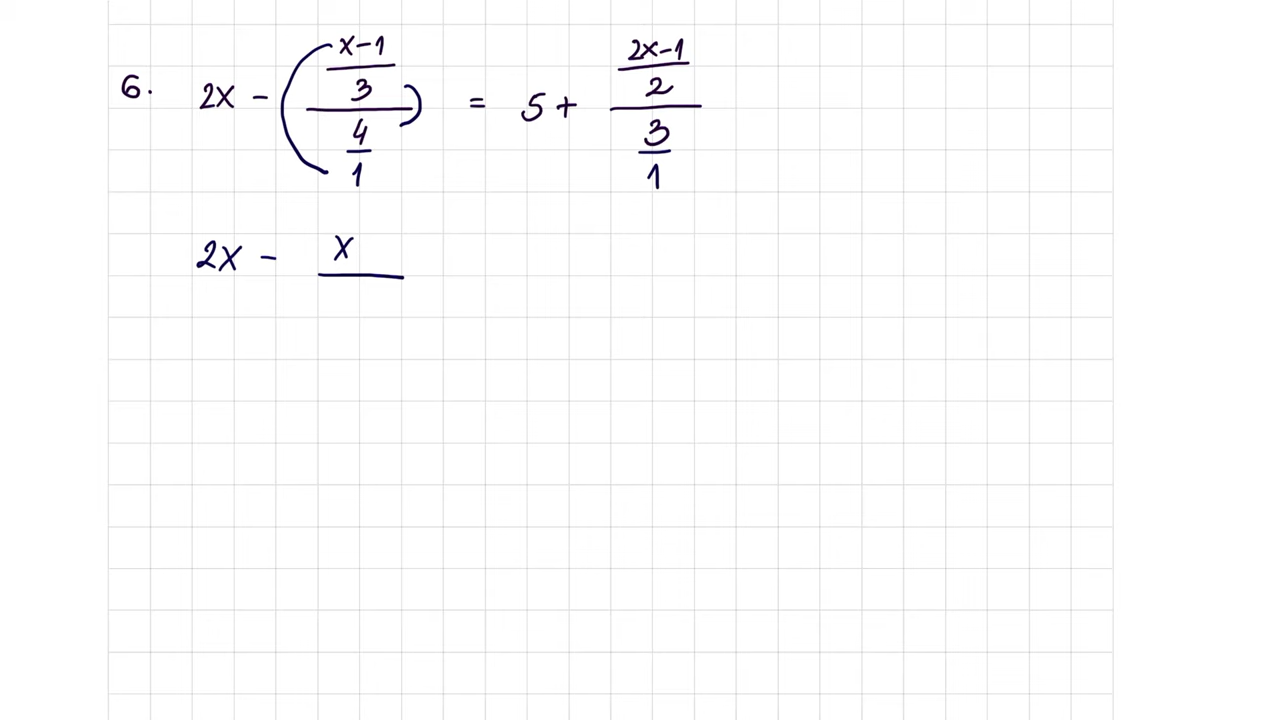 6. 2x - ( (x-1)/3 / 4/1 ) = 5 + (2x-1)/2 / 3/1
2x - x/